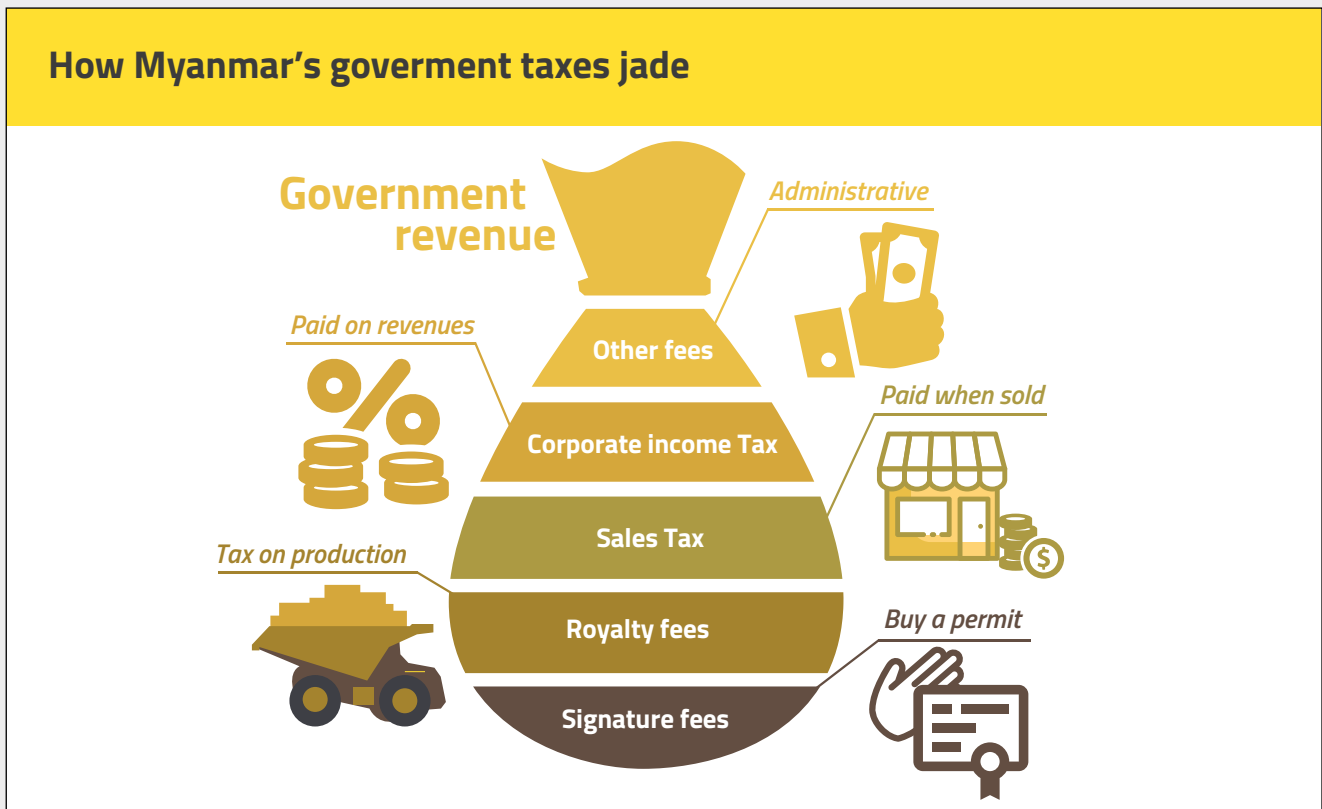 How Myanmar's goverment taxes jade
Government
revenue
Administrative
Other fees
Paid on revenues
Corporate income Tax
Paid when sold
Sales Tax
$
Tax on production
Royalty fees
Buy a permit
Signature fees